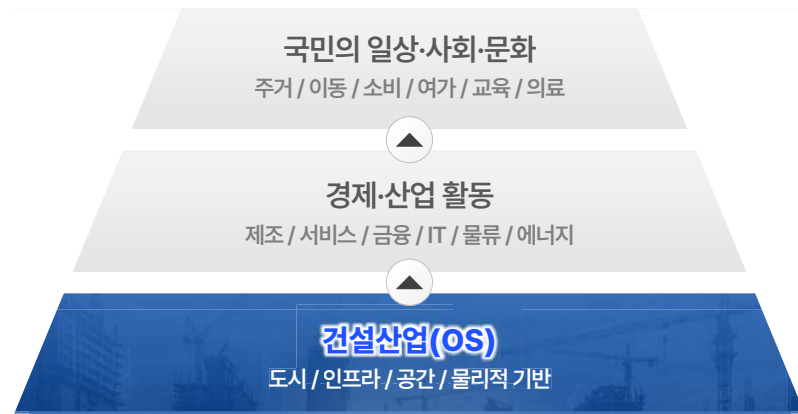 국민의 일상·사회·문화
주거 / 이동 / 소비 / 여가 / 교육 / 의료
경제·산업 활동
제조 / 서비스 / 금융 / IT / 물류 / 에너지
건설산업(OS)
도시 / 인프라 / 공간 / 물리적 기반